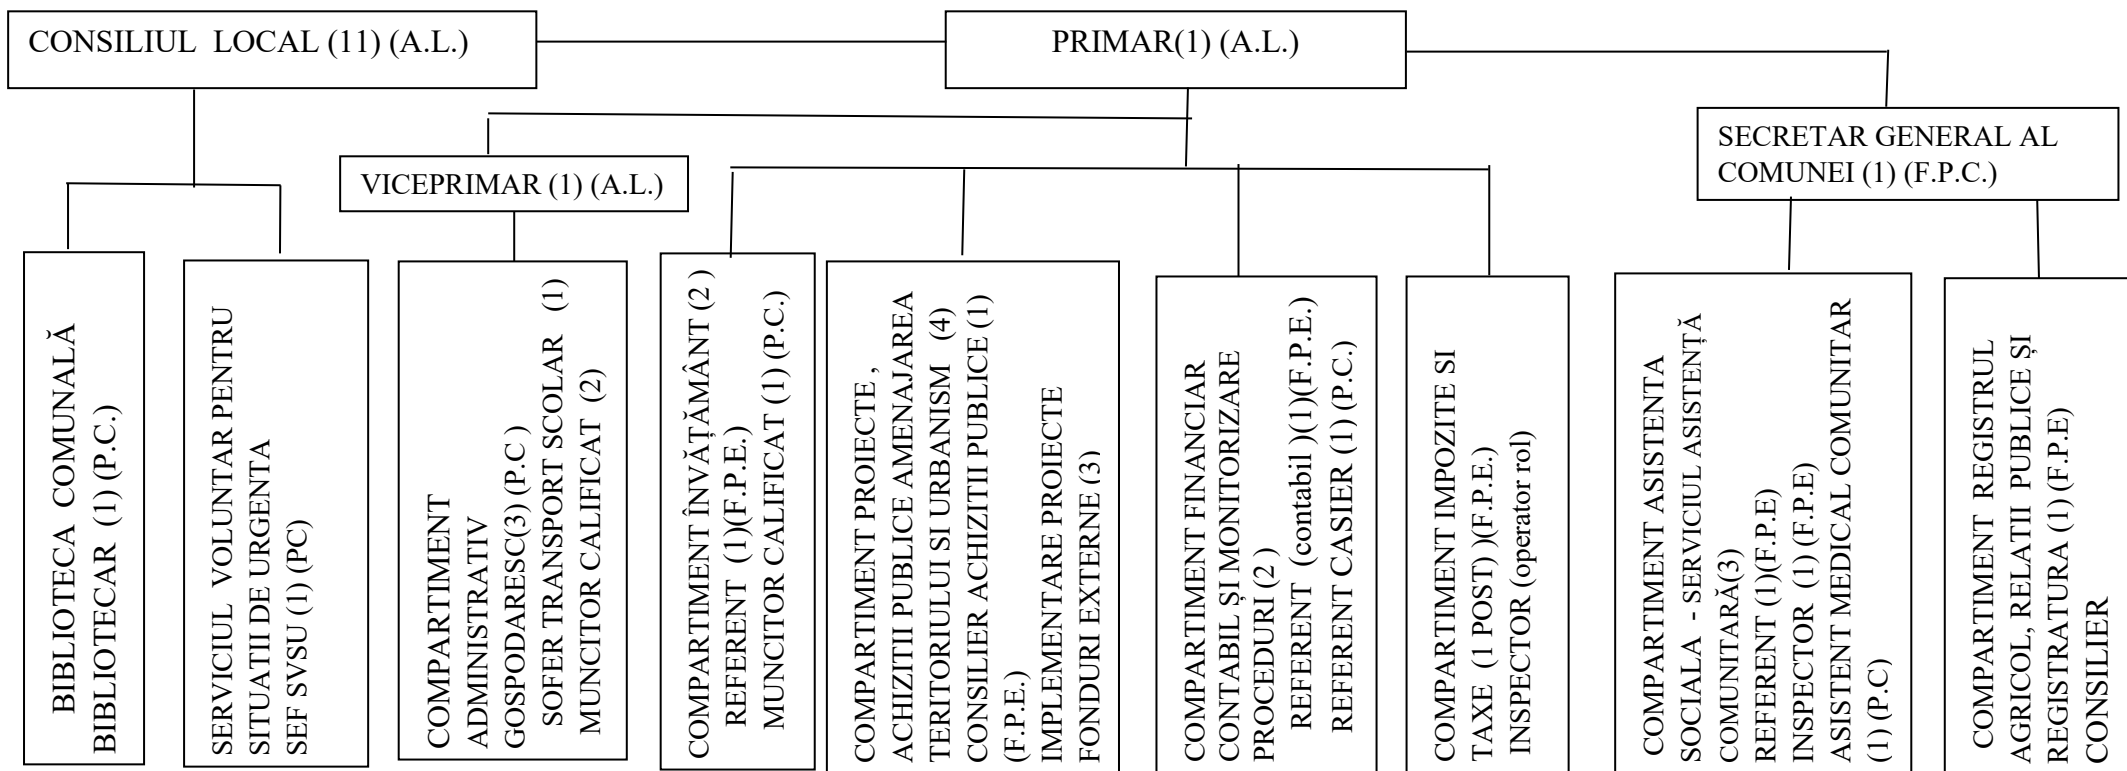 CONSILIUL LOCAL (11) (A.L.)
PRIMAR(1) (A.L.)
SECRETAR GENERAL AL
COMUNEI (1) (F.P.C.)
VICEPRIMAR (1) (A.L.)
BIBLIOTECA COMUNALĂ
BIBLIOTECAR (1) (P.C.)
SERVICIUL VOLUNTAR PENTRU
SITUATII DE URGENTA
SEF SVSU (1) (PC)
COMPARTIMENT
ADMINISTRATIV
GOSPODARESC(3) (P.C )
SOFER TRANSPORT SCOLAR (1)
MUNCITOR CALIFICAT (2)
COMPARTIMENT ÎNVĂȚĂMÂNT (2 )
REFERENT (1)(F.P.E.)
MUNCITOR CALIFICAT (1) (P.C.)
COMPARTIMENT PROIECTE ,
ACHIZITII PUBLICE AMENAJAREA
TERITORIULUI SI URBANISM (4)
CONSILIER ACHIZITII PUBLICE (1)
(F.P.E.)
IMPLEMENTARE PROIECTE
FONDURI EXTERNE (3)
COMPARTIMENT FINANCIAR
CONTABIL ȘI MONITORIZARE
PROCEDURI (2 )
REFERENT (contabil )(1)(F.P.E.)
REFERENT CASIER (1) (P.C.)
COMPARTIMENT IMPOZITE SI
TAXE (1 POST) )(F.P.E.)
INSPECTOR (operator rol)
COMPARTIMENT ASISTENTA
SOCIALA - SERVICIUL ASISTENȚĂ
COMUNITARĂ(3)
REFERENT (1)(F.P.E)
INSPECTOR (1) (F.P.E)
ASISTENT MEDICAL COMUNITAR
(1) (P.C)
COMPARTIMENT REGISTRUL
AGRICOL, RELATII PUBLICE ȘI
REGISTRATURA (1) (F.P.E)
CONSILIER